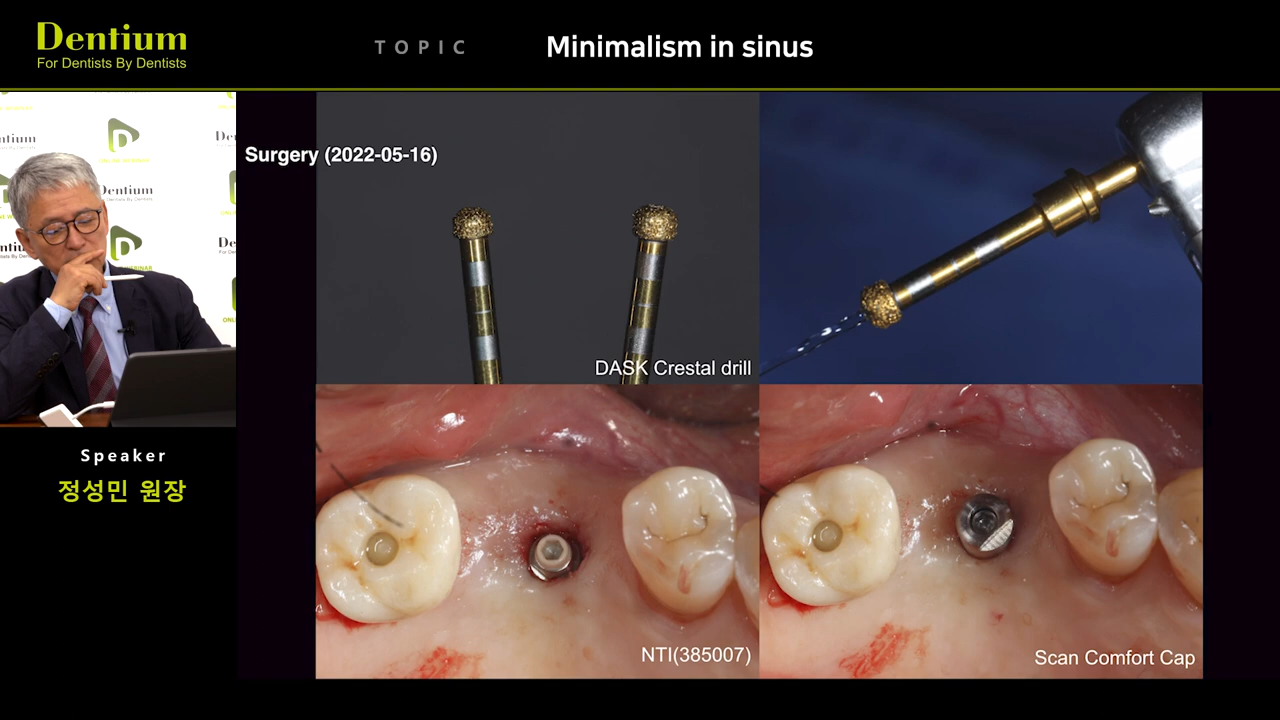 Dentium
For Dentists By Dentists
TOPIC
Minimalism in sinus
Surgery (2022-05-16)
DASK Crestal drill
NTI(385007)
Scan Comfort Cap
Dentium
Speaker
정성민 원장